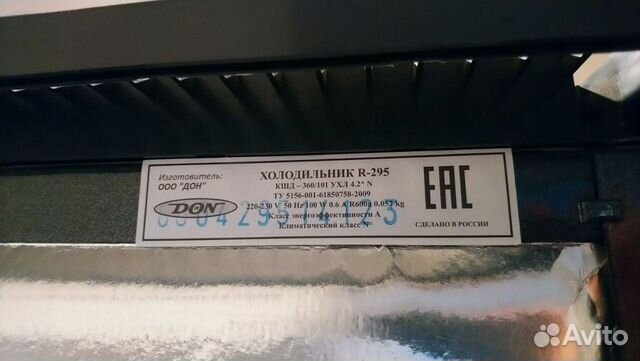 Изготовитель:
ООО "ДОН"
DON
ХОЛОДИЛЬНИК R-295
КШД – 360/101 УХЛ 4.2* N
ТУ 5156-001-61850758-2009
220-230 V 50 Hz 100 W 0.6 A R600a 0.057 kg
Класс энергоэффективности А
Климатический класс N
EAC
СДЕЛАНО В РОССИИ
Avito